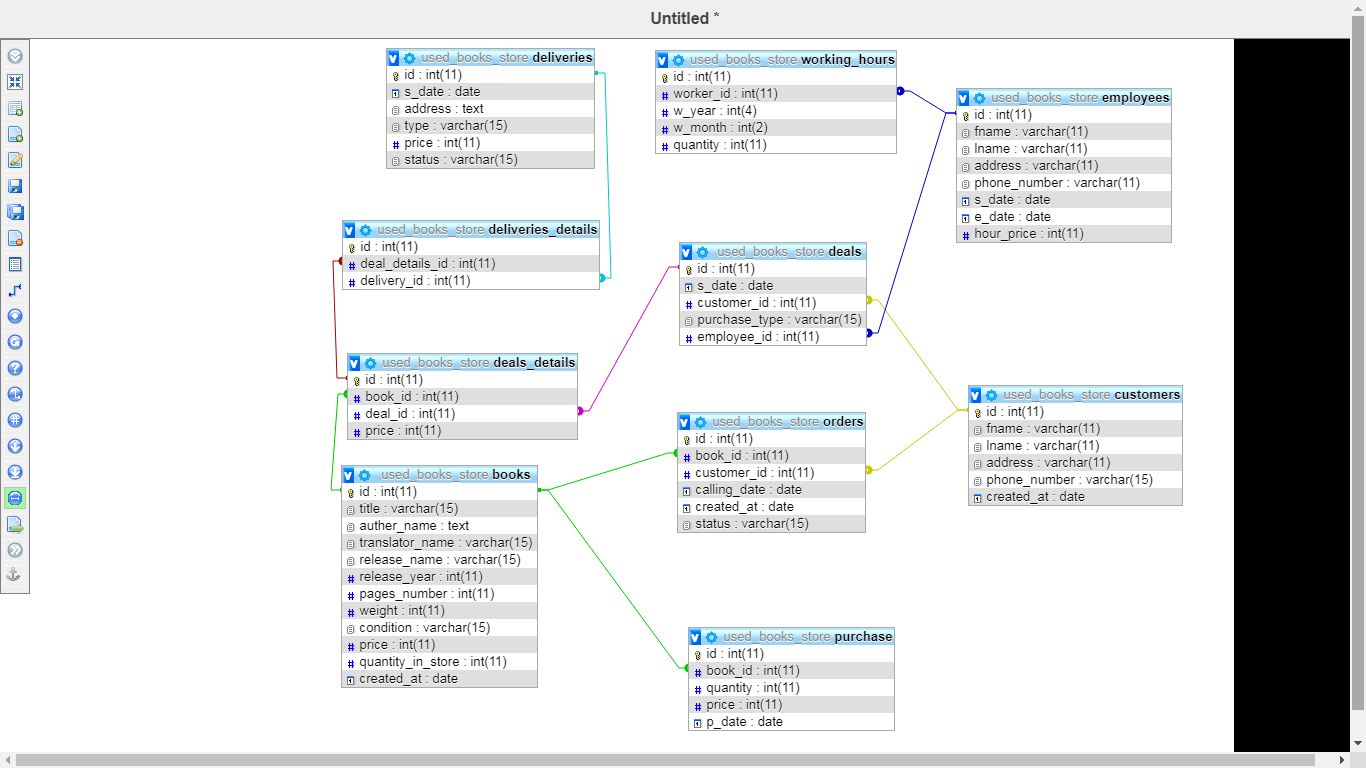 Untitled *
used_books_store deliveries
id : int(11)
s_date : date
address : text
type : varchar(15)
price : int(11)
status : varchar(15)
used_books_store working_hours
id : int(11)
worker_id : int(11)
w_year : int(4)
w_month : int(2)
quantity : int(11)
used_books_store employees
id : int(11)
fname : varchar(11)
lname : varchar(11)
address : varchar(11)
phone_number : varchar(11)
s_date : date
e_date : date
hour_price : int(11)
used_books_store deliveries_details
id : int(11)
deal_details_id : int(11)
delivery_id : int(11)
used_books_store deals
id : int(11)
s_date : date
customer_id : int(11)
purchase_type : varchar(15)
employee_id : int(11)
used_books_store deals_details
id : int(11)
book_id : int(11)
deal_id : int(11)
price : int(11)
used_books_store orders
id : int(11)
book_id : int(11)
customer_id : int(11)
calling_date : date
created_at : date
status : varchar(15)
used_books_store customers
id : int(11)
fname : varchar(11)
lname : varchar(11)
address : varchar(11)
phone_number : varchar(15)
created_at : date
used_books_store books
id : int(11)
title : varchar(15)
auther_name : text
translator_name : varchar(15)
release_name : varchar(15)
release_year : int(11)
pages_number : int(11)
weight : int(11)
condition : varchar(15)
price : int(11)
quantity_in_store : int(11)
created_at : date
used_books_store purchase
id : int(11)
book_id : int(11)
quantity : int(11)
price : int(11)
p_date : date